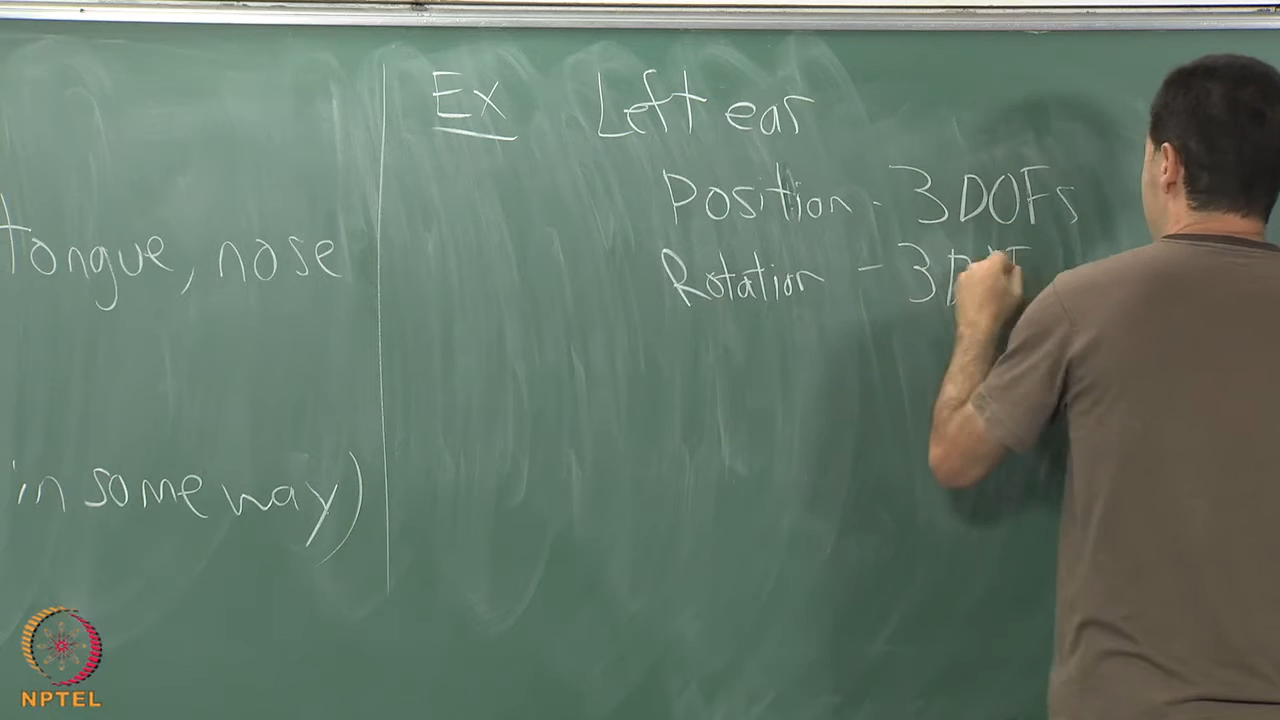 tongue, nose
in some way)
Ex Left ear
Position - 3 DOFs
Rotation - 3
NPTEL